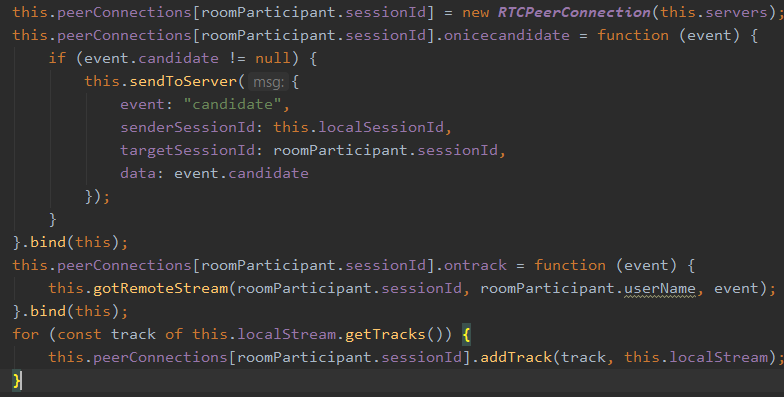 this.peerConnections[roomParticipant.sessionId] = new RTCPeerConnection(this.servers);
this.peerConnections[roomParticipant.sessionId].onicecandidate = function (event) {
    if (event.candidate != null) {
        this.sendToServer( msg: {
            event: "candidate",
            senderSessionId: this.localSessionId,
            targetSessionId: roomParticipant.sessionId,
            data: event.candidate
        });
    }
}.bind(this);
this.peerConnections[roomParticipant.sessionId].ontrack = function (event) {
    this.gotRemoteStream(roomParticipant.sessionId, roomParticipant.userName, event);
}.bind(this);
for (const track of this.localStream.getTracks()) {
    this.peerConnections[roomParticipant.sessionId].addTrack(track, this.localStream);
}